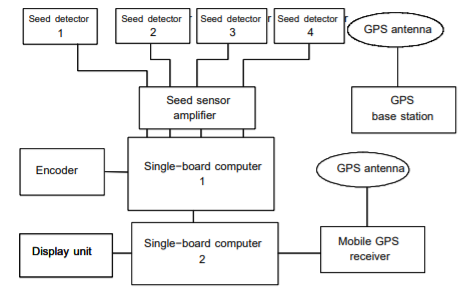 Seed detector
1
Seed detector
2
Seed detector
3
Seed detector
4
GPS antenna
Seed sensor
amplifier
GPS
base station
Encoder
Single-board computer
1
GPS antenna
Display unit
Single-board computer
2
Mobile GPS
receiver